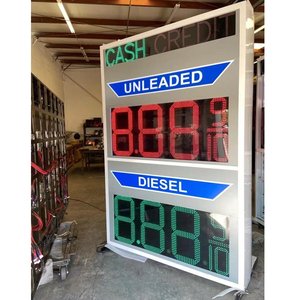 CASH CREDIT
UNLEADED
8.88 9/10
DIESEL
8.88 9/10